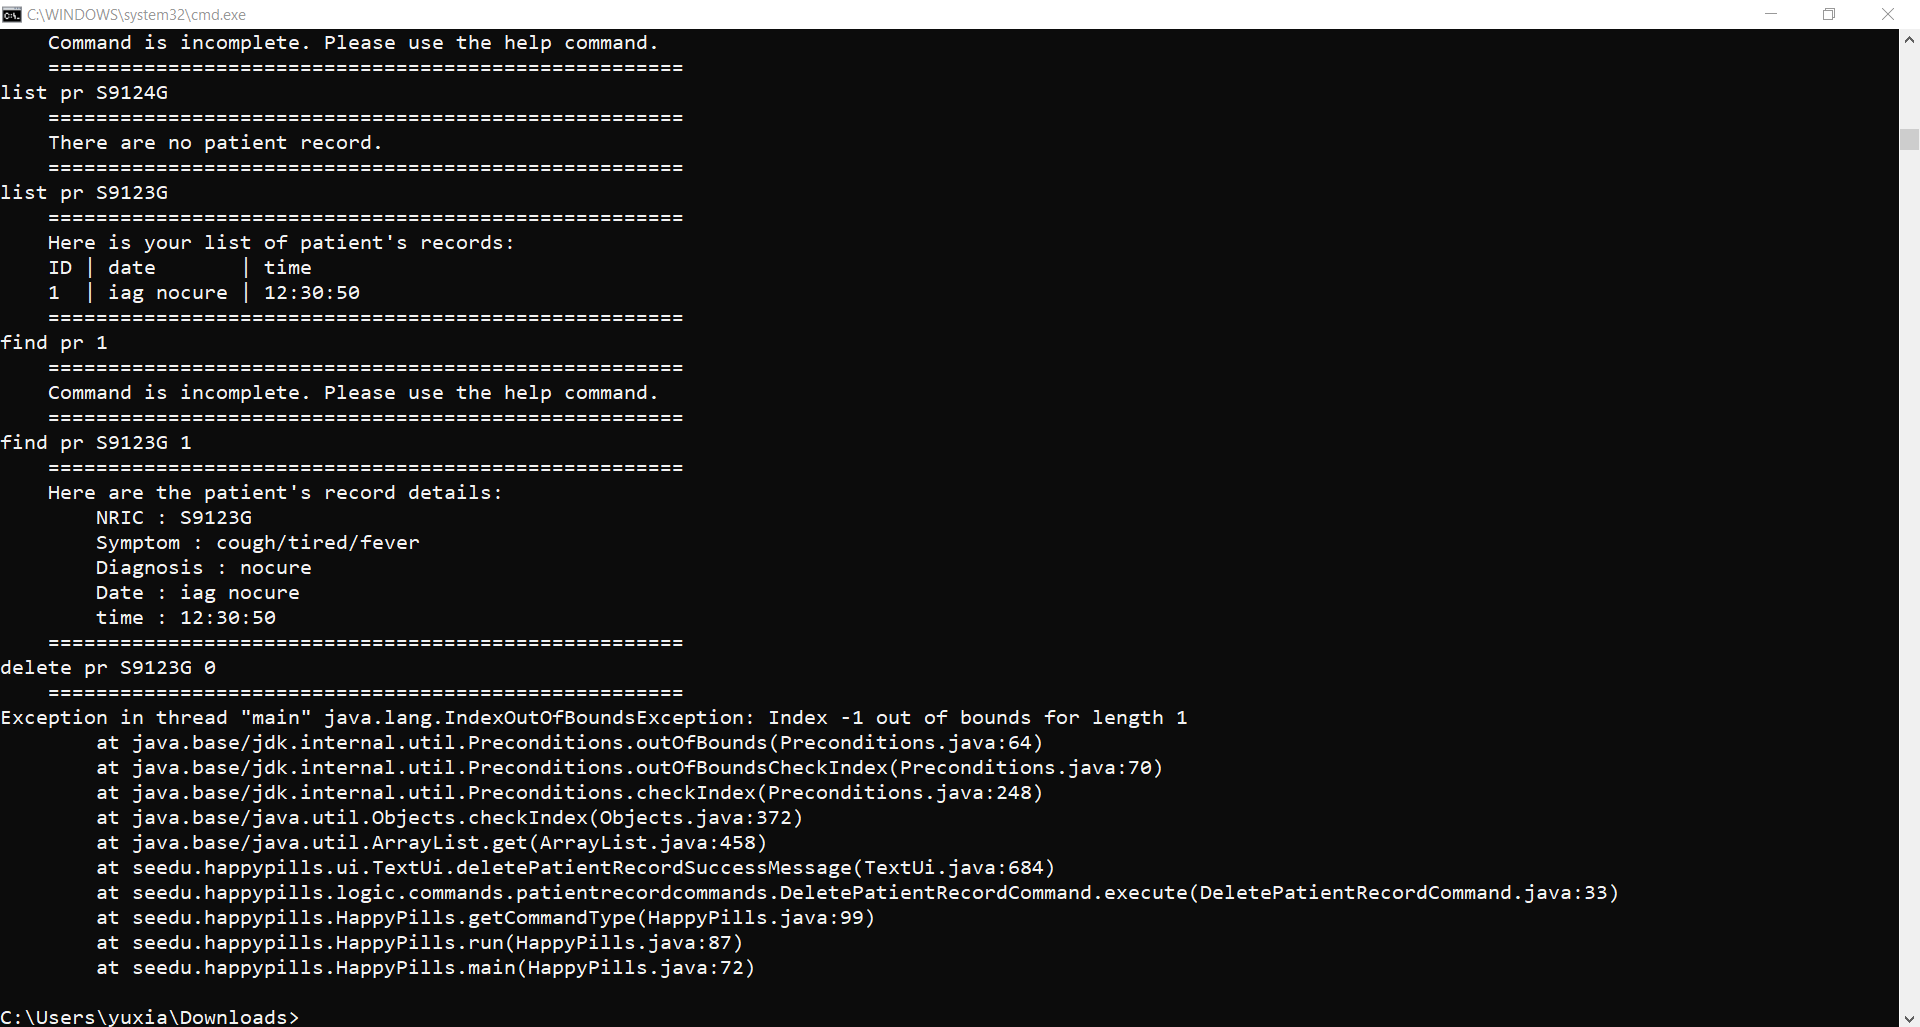 C:\WINDOWS\system32\cmd.exe
Command is incomplete. Please use the help command.
=====================================================
list pr S9124G
=====================================================
There are no patient record.
=====================================================
list pr S9123G
=====================================================
Here is your list of patient's records:
ID | date       | time
1  | iag nocure | 12:30:50
=====================================================
find pr 1
=====================================================
Command is incomplete. Please use the help command.
=====================================================
find pr S9123G 1
=====================================================
Here are the patient's record details:
NRIC : S9123G
Symptom : cough/tired/fever
Diagnosis : nocure
Date : iag nocure
time : 12:30:50
=====================================================
delete pr S9123G 0
=====================================================
Exception in thread "main" java.lang.IndexOutOfBoundsException: Index -1 out of bounds for length 1
at java.base/jdk.internal.util.Preconditions.outOfBounds(Preconditions.java:64)
at java.base/jdk.internal.util.Preconditions.outOfBoundsCheckIndex(Preconditions.java:70)
at java.base/jdk.internal.util.Preconditions.checkIndex(Preconditions.java:248)
at java.base/java.util.Objects.checkIndex(Objects.java:372)
at java.base/java.util.ArrayList.get(ArrayList.java:458)
at seedu.happypills.ui.TextUi.deletePatientRecordSuccessMessage(TextUi.java:684)
at seedu.happypills.logic.commands.patientrecordcommands.DeletePatientRecordCommand.execute(DeletePatientRecordCommand.java:33)
at seedu.happypills.HappyPills.getCommandType(HappyPills.java:99)
at seedu.happypills.HappyPills.run(HappyPills.java:87)
at seedu.happypills.HappyPills.main(HappyPills.java:72)
C:\Users\yuxia\Downloads>